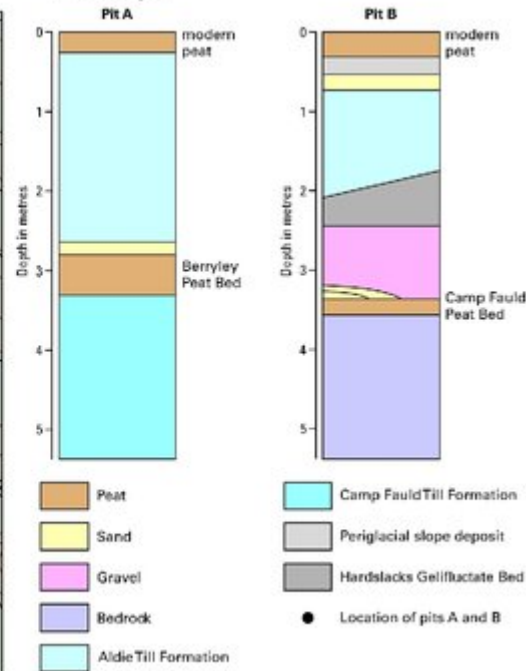 Pit A
0
modern
peat
1
2
Depth in metres
3
Berryley
Peat Bed
4
5
Pit B
0
modern
peat
1
2
Depth in metres
3
Camp Fauld
Peat Bed
4
5
Peat
Sand
Gravel
Bedrock
Aldie Till Formation
Camp Fauld Till Formation
Periglacial slope deposit
Hardslacks Gelifluctate Bed
Location of pits A and B